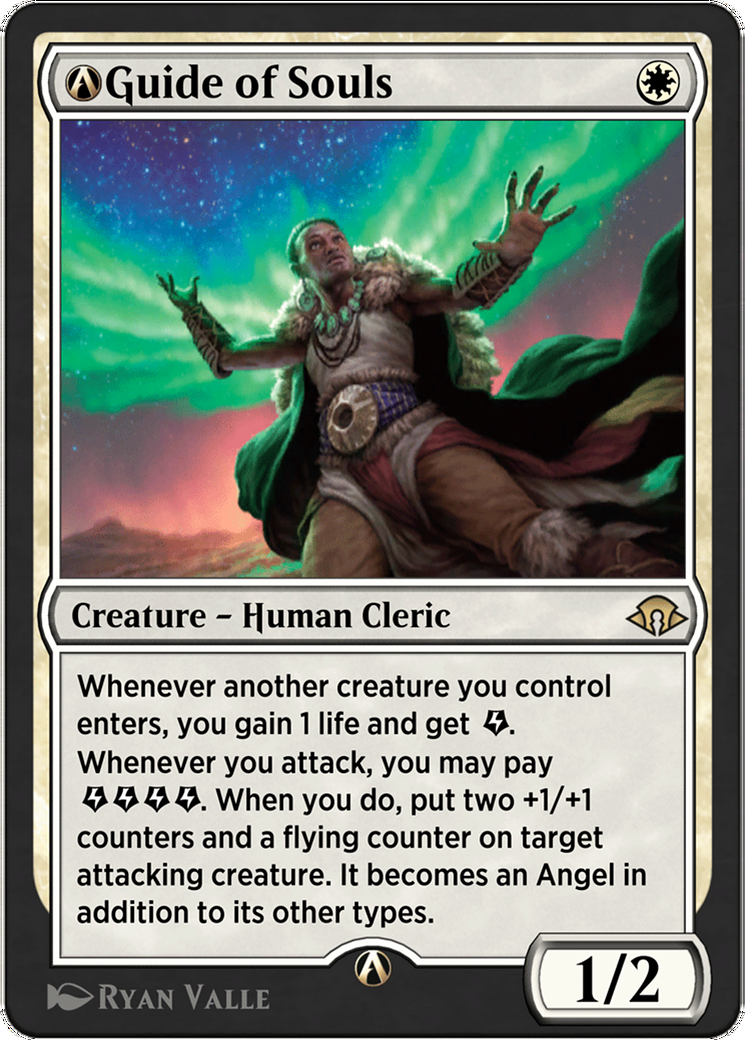 Guide of Souls
Creature – Human Cleric
Whenever another creature you control
enters, you gain 1 life and get .
Whenever you attack, you may pay
. When you do, put two +1/+1
counters and a flying counter on target
attacking creature. It becomes an Angel in
addition to its other types.
1/2
Ryan Valle